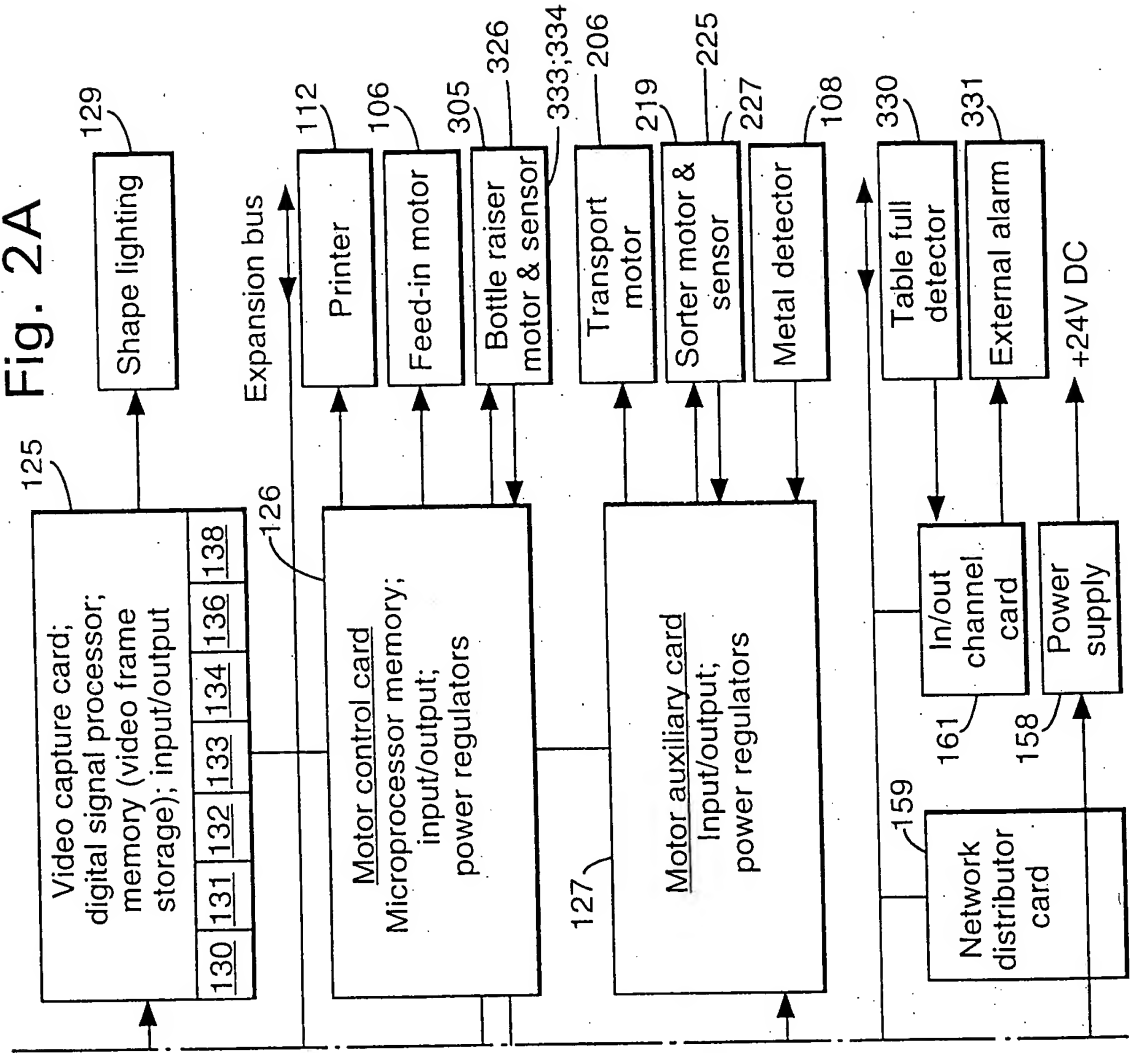 Fig. 2A
125
Video capture card;
digital signal processor;
memory (video frame
storage); input/output
130 131 132 133 134 136 138
129
Shape lighting
Expansion bus
126
Motor control card
Microprocessor memory;
input/output;
power regulators
112
Printer
106
Feed-in motor
305
326
333;334
Bottle raiser
motor & sensor
127
Motor auxiliary card
Input/output;
power regulators
206
Transport
motor
219
225
227
Sorter motor &
sensor
108
Metal detector
159
Network
distributor
card
161
In/out
channel
card
330
Table full
detector
331
External alarm
158
Power
supply
+24V DC